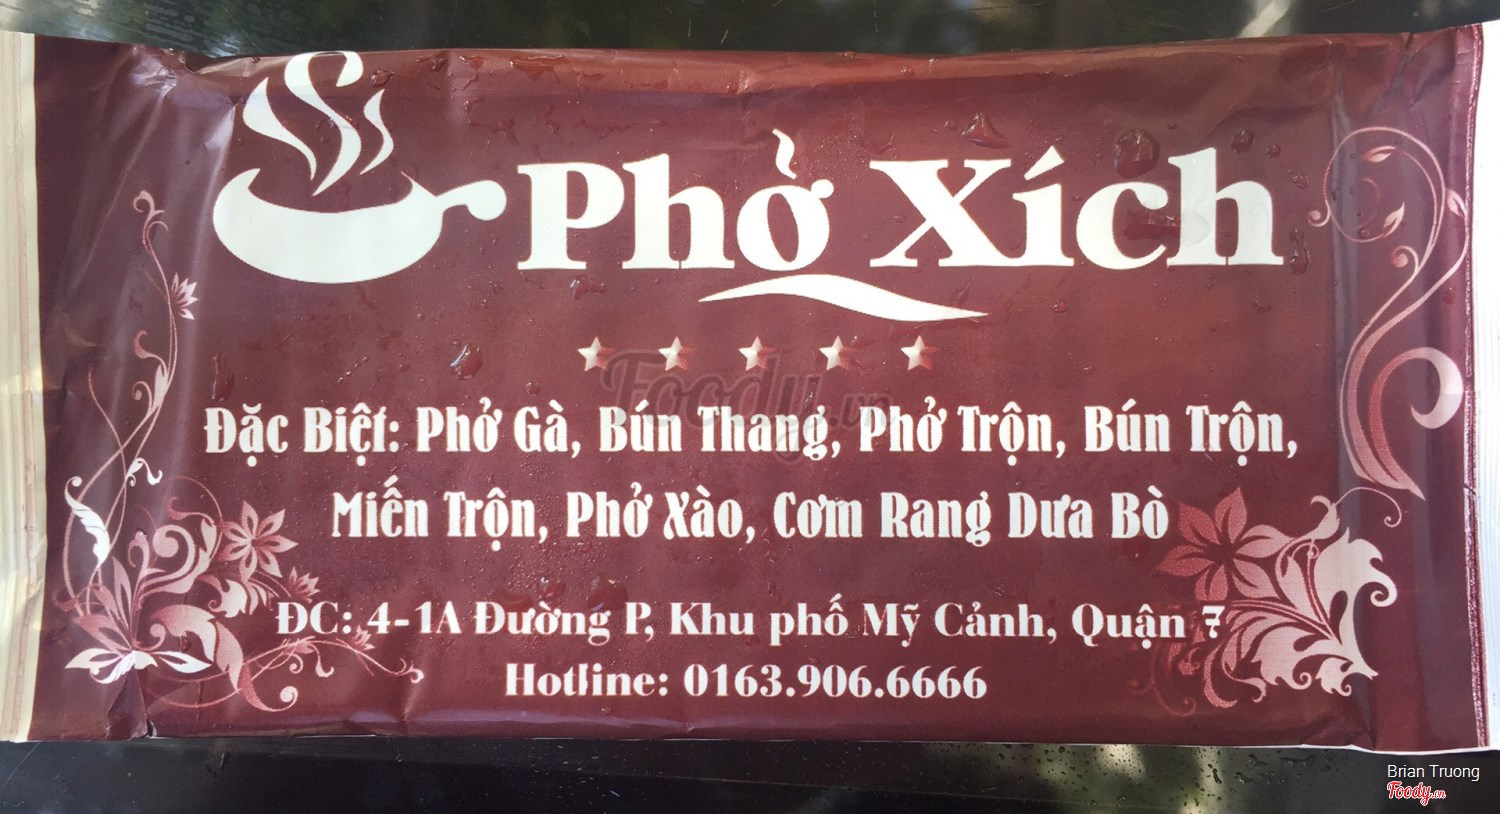 Phở Xích
Foody.vn
Đặc Biệt: Phở Gà, Bún Thang, Phở Trộn, Bún Trộn,
Miến Trộn, Phở Xào, Cơm Rang Dưa Bò
ĐC: 4-1A Đường P, Khu phố Mỹ Cảnh, Quận 7
Hotline: 0163.906.6666
Brian Truong
Foody.vn